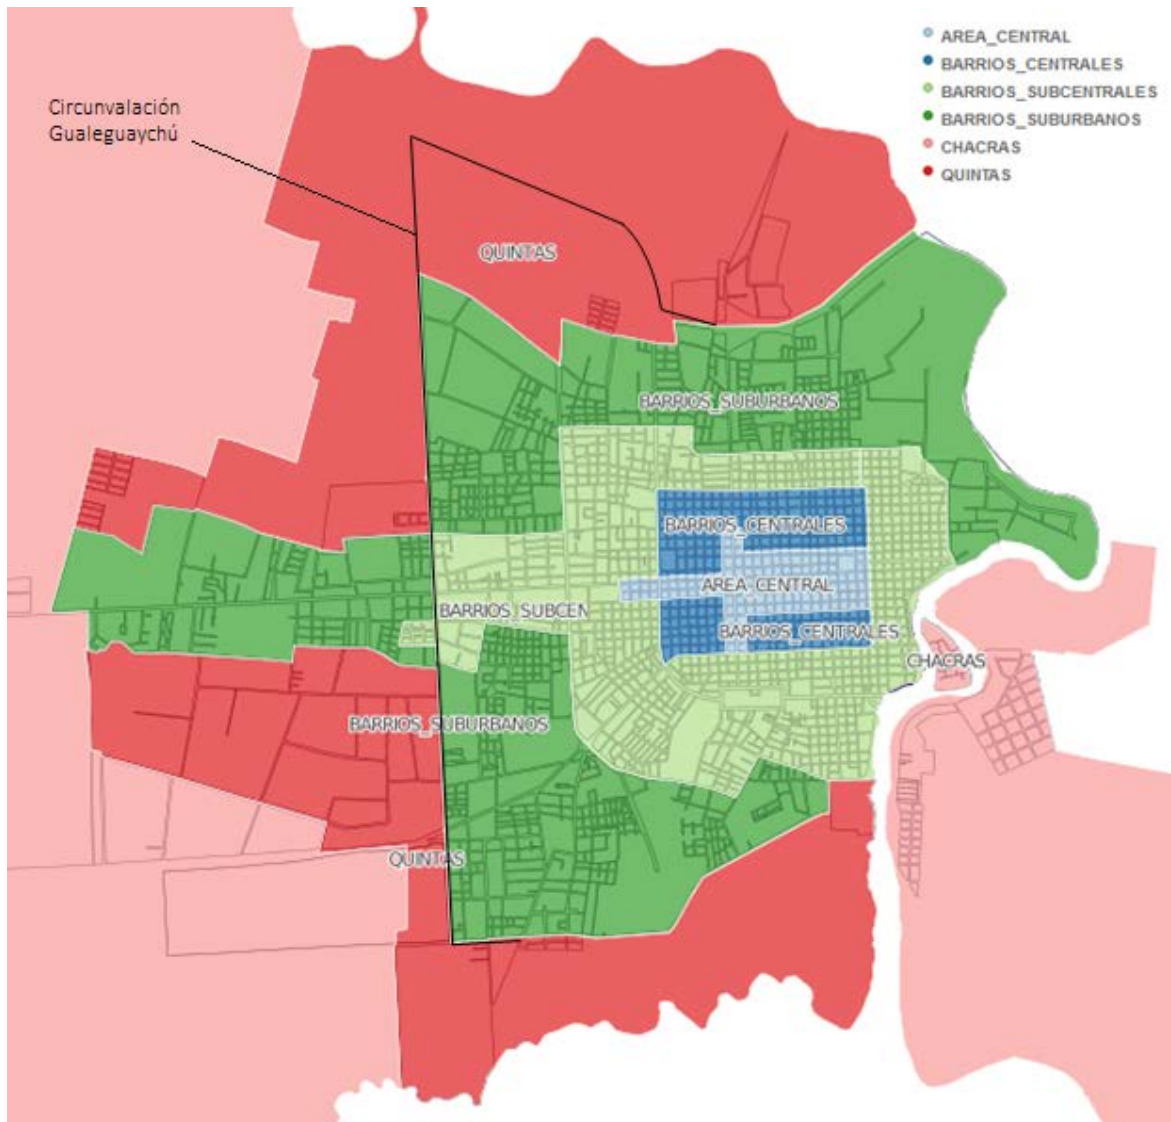 AREA_CENTRAL
BARRIOS_CENTRALES
BARRIOS_SUBCENTRALES
BARRIOS_SUBURBANOS
CHACRAS
QUINTAS
Circunvalación
Gualeguaychú
QUINTAS
BARRIOS_SUBURBANOS
BARRIOS_CENTRALES
AREA_CENTRAL
BARRIOS_SUBCEN
BARRIOS_CENTRALES
CHACRAS
BARRIOS_SUBURBANOS
QUINTAS